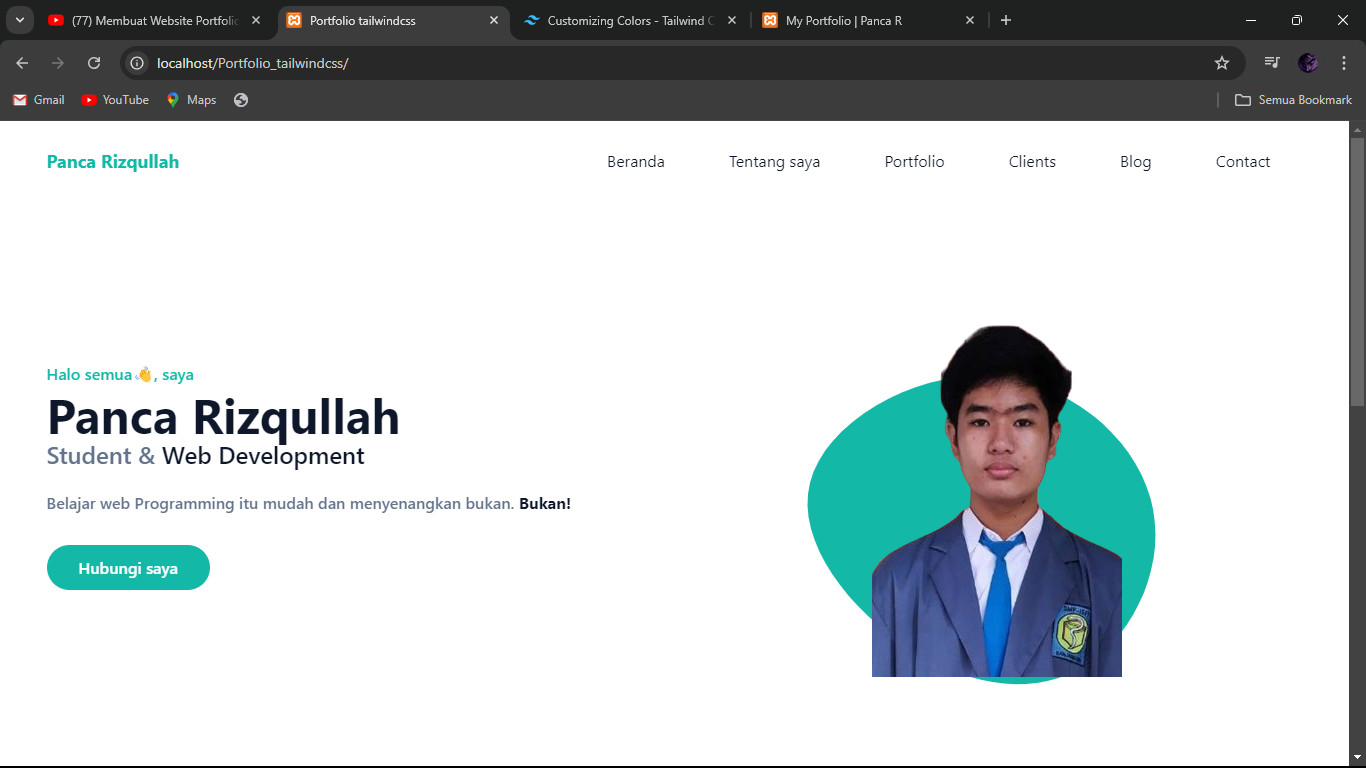 (77) Membuat Website Portfolio
Portfolio tailwindcss
Customizing Colors - Tailwind C
My Portfolio | Panca R
localhost/Portfolio_tailwindcss/
Gmail
YouTube
Maps
Semua Bookmark
Panca Rizqullah
Beranda
Tentang saya
Portfolio
Clients
Blog
Contact
Halo semua👋, saya
Panca Rizqullah
Student & Web Development
Belajar web Programming itu mudah dan menyenangkan bukan. Bukan!
Hubungi saya